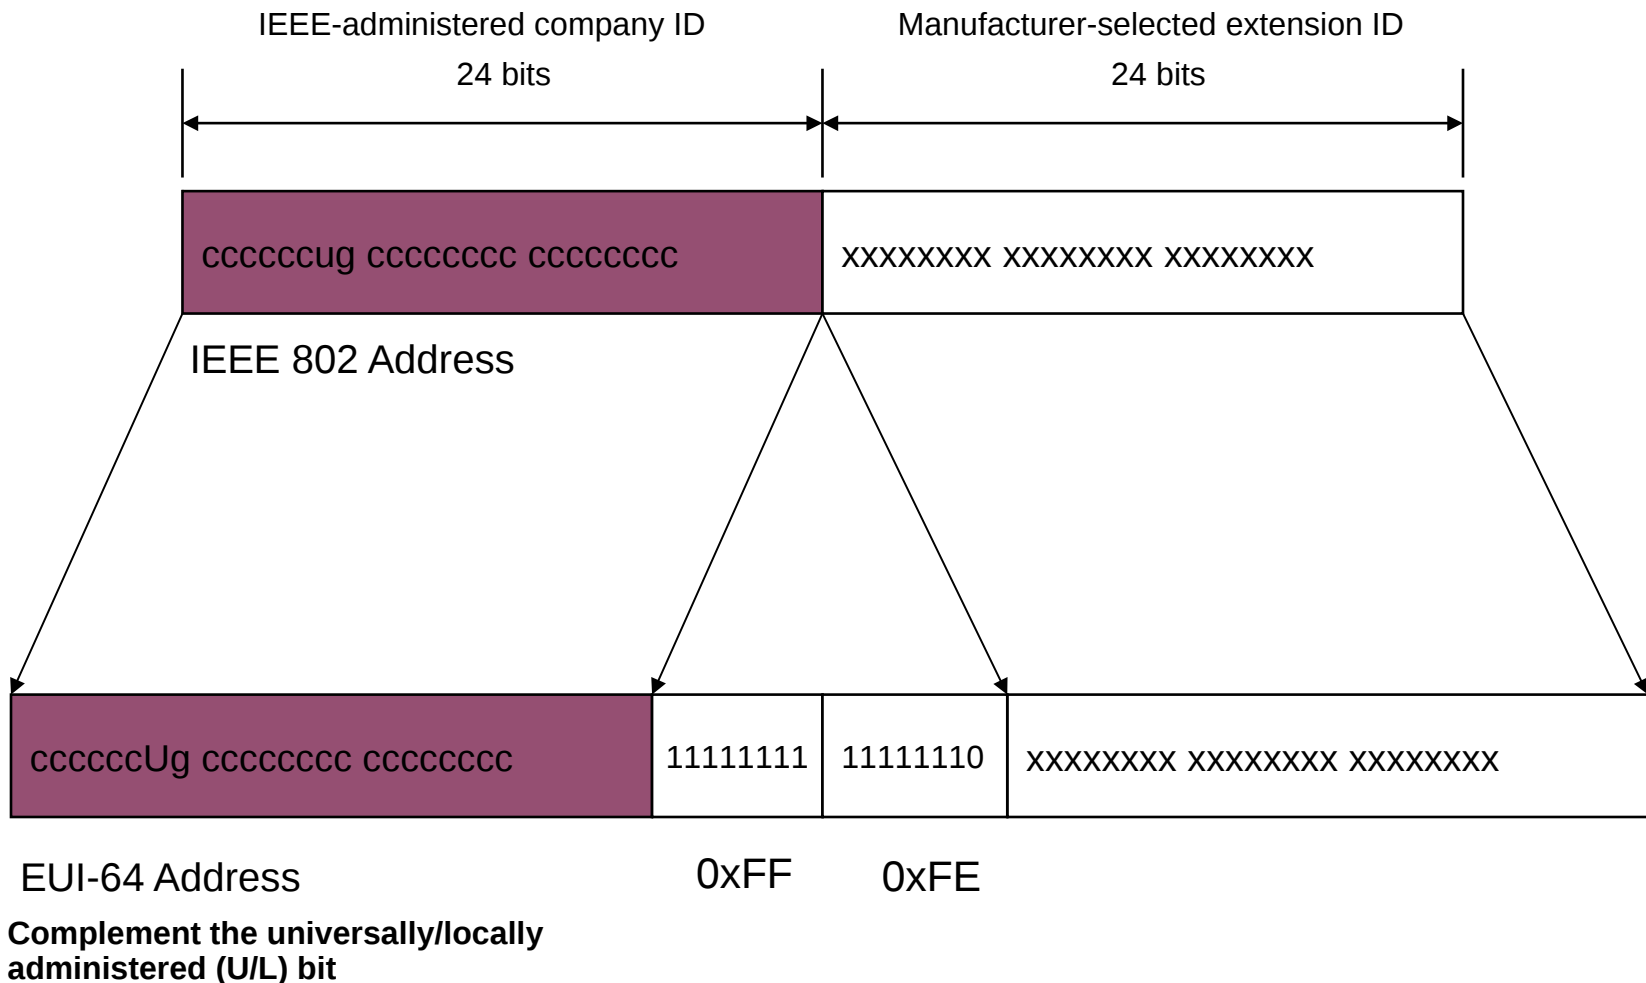 IEEE-administered company ID
Manufacturer-selected extension ID
24 bits
24 bits
ccccccug cccccccc cccccccc
xxxxxxxx xxxxxxxx xxxxxxxx
IEEE 802 Address
ccccccUg cccccccc cccccccc
11111111
11111110
xxxxxxxx xxxxxxxx xxxxxxxx
EUI-64 Address
0xFF
0xFE
Complement the universally/locally
administered (U/L) bit